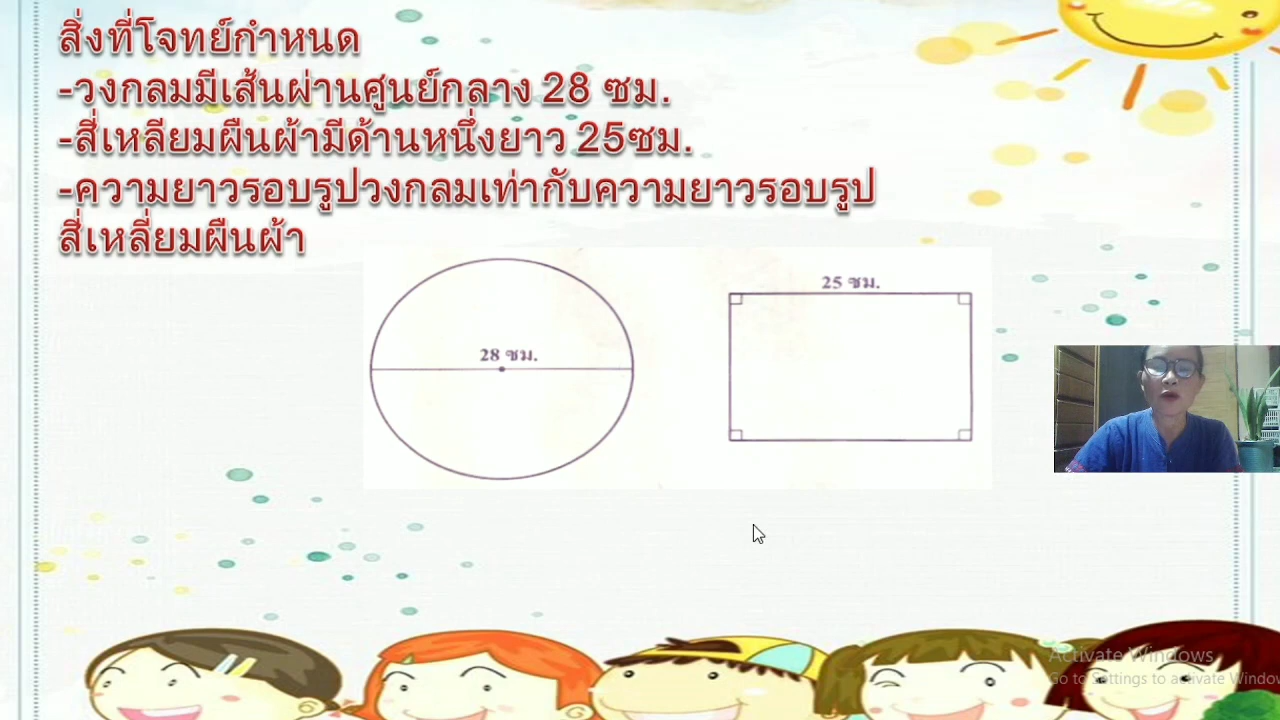 สิ่งที่โจทย์กำหนด
-วงกลมมีเส้นผ่านศูนย์กลาง 28 ซม.
-สี่เหลียมผืนผ้ามีด้านหนึ่งยาว 25ซม.
-ความยาวรอบรูปวงกลมเท่ากับความยาวรอบรูป
สี่เหลี่ยมผืนผ้า
25 ซม.
28 ซม.
Activate Windows
Go to Settings to activate Window